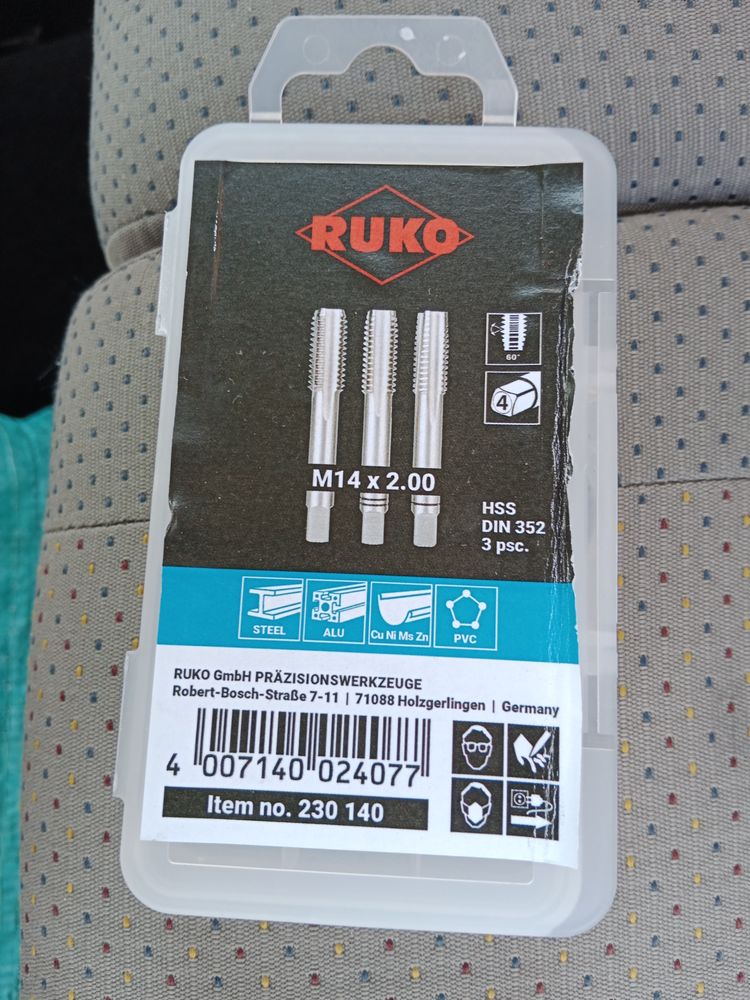 RUKO
60°
4
M14 x 2.00
HSS
DIN 352
3 psc.
STEEL
ALU
Cu Ni Ms Zn
PVC
RUKO GmbH PRÄZISIONSWERKZEUGE
Robert-Bosch-Straße 7-11 | 71088 Holzgerlingen | Germany
4 007140 024077
Item no. 230 140